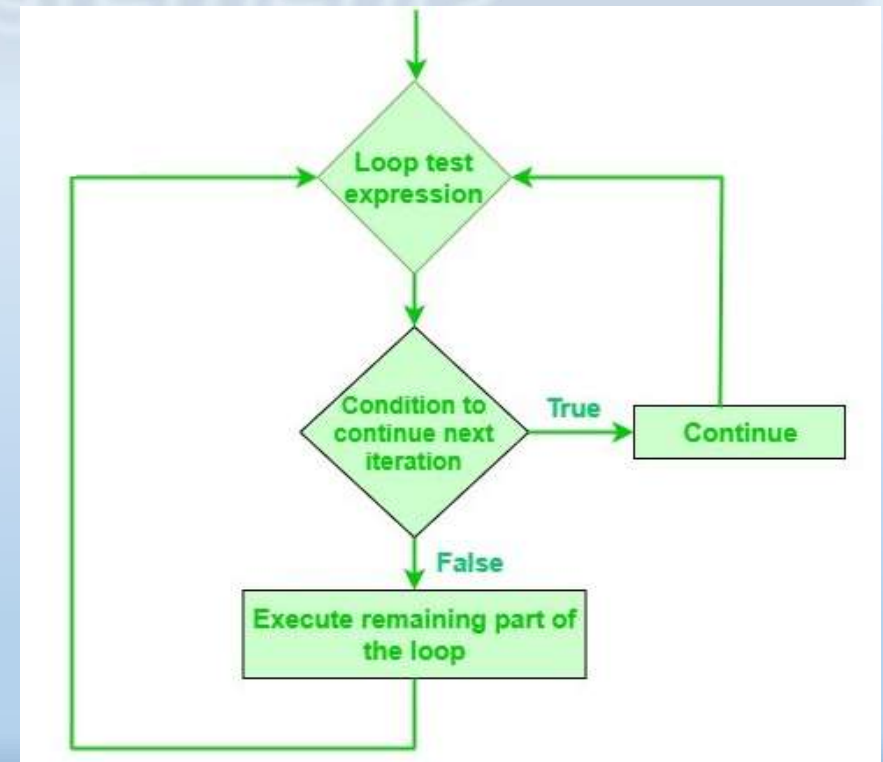 Loop test
expression
Condition to
continue next
iteration
True
Continue
False
Execute remaining part of
the loop